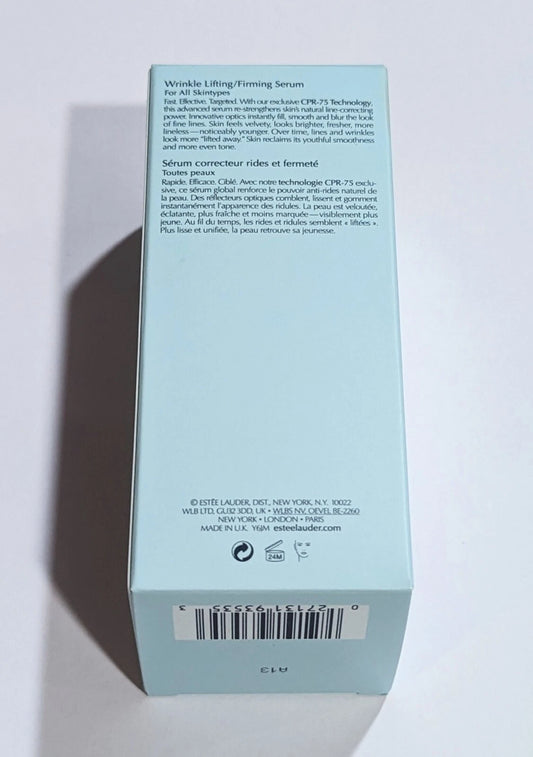 Wrinkle Lifting/Firming Serum
For All Skintypes
Fast. Effective. Targeted. With our exclusive CPR-75 Technology,
this advanced serum re-strengthens skin's natural line-correcting
power. Innovative optics instantly fill, smooth and blur the look
of fine lines. Skin feels velvety, looks brighter, fresher, more
lineless—noticeably younger. Over time, lines and wrinkles
look more "lifted away." Skin reclaims its youthful smoothness
and more even tone.
Sérum correcteur rides et fermeté
Toutes peaux
Rapide. Efficace. Ciblé. Avec notre technologie CPR-75 exclu-
sive, ce sérum global renforce le pouvoir anti-rides naturel de
la peau. Des réflecteurs optiques comblent, lissent et gomment
instantanément l'apparence des ridules. La peau est veloutée,
éclatante, plus fraîche et moins marquée—visiblement plus
jeune. Au fil du temps, les rides et ridules semblent « liftées ».
Plus lisse et unifiée, la peau retrouve sa jeunesse.
© ESTÉE LAUDER, DIST., NEW YORK, N.Y. 10022
WLB LTD, GU32 3DD, UK • WLBS NV, OEVEL BE-2260
NEW YORK • LONDON • PARIS
MADE IN U.K. Y6JM esteelauder.com
24M
0 27131 93535 3
A13